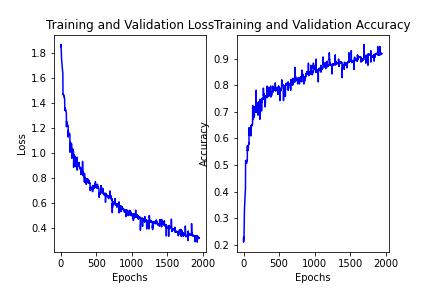 Training and Validation Loss
1.8
1.6
1.4
1.2
1.0
0.8
0.6
0.4
Loss
0 500 1000 1500 2000
Epochs
Training and Validation Accuracy
0.9
0.8
0.7
0.6
0.5
0.4
0.3
0.2
Accuracy
0 500 1000 1500 2000
Epochs